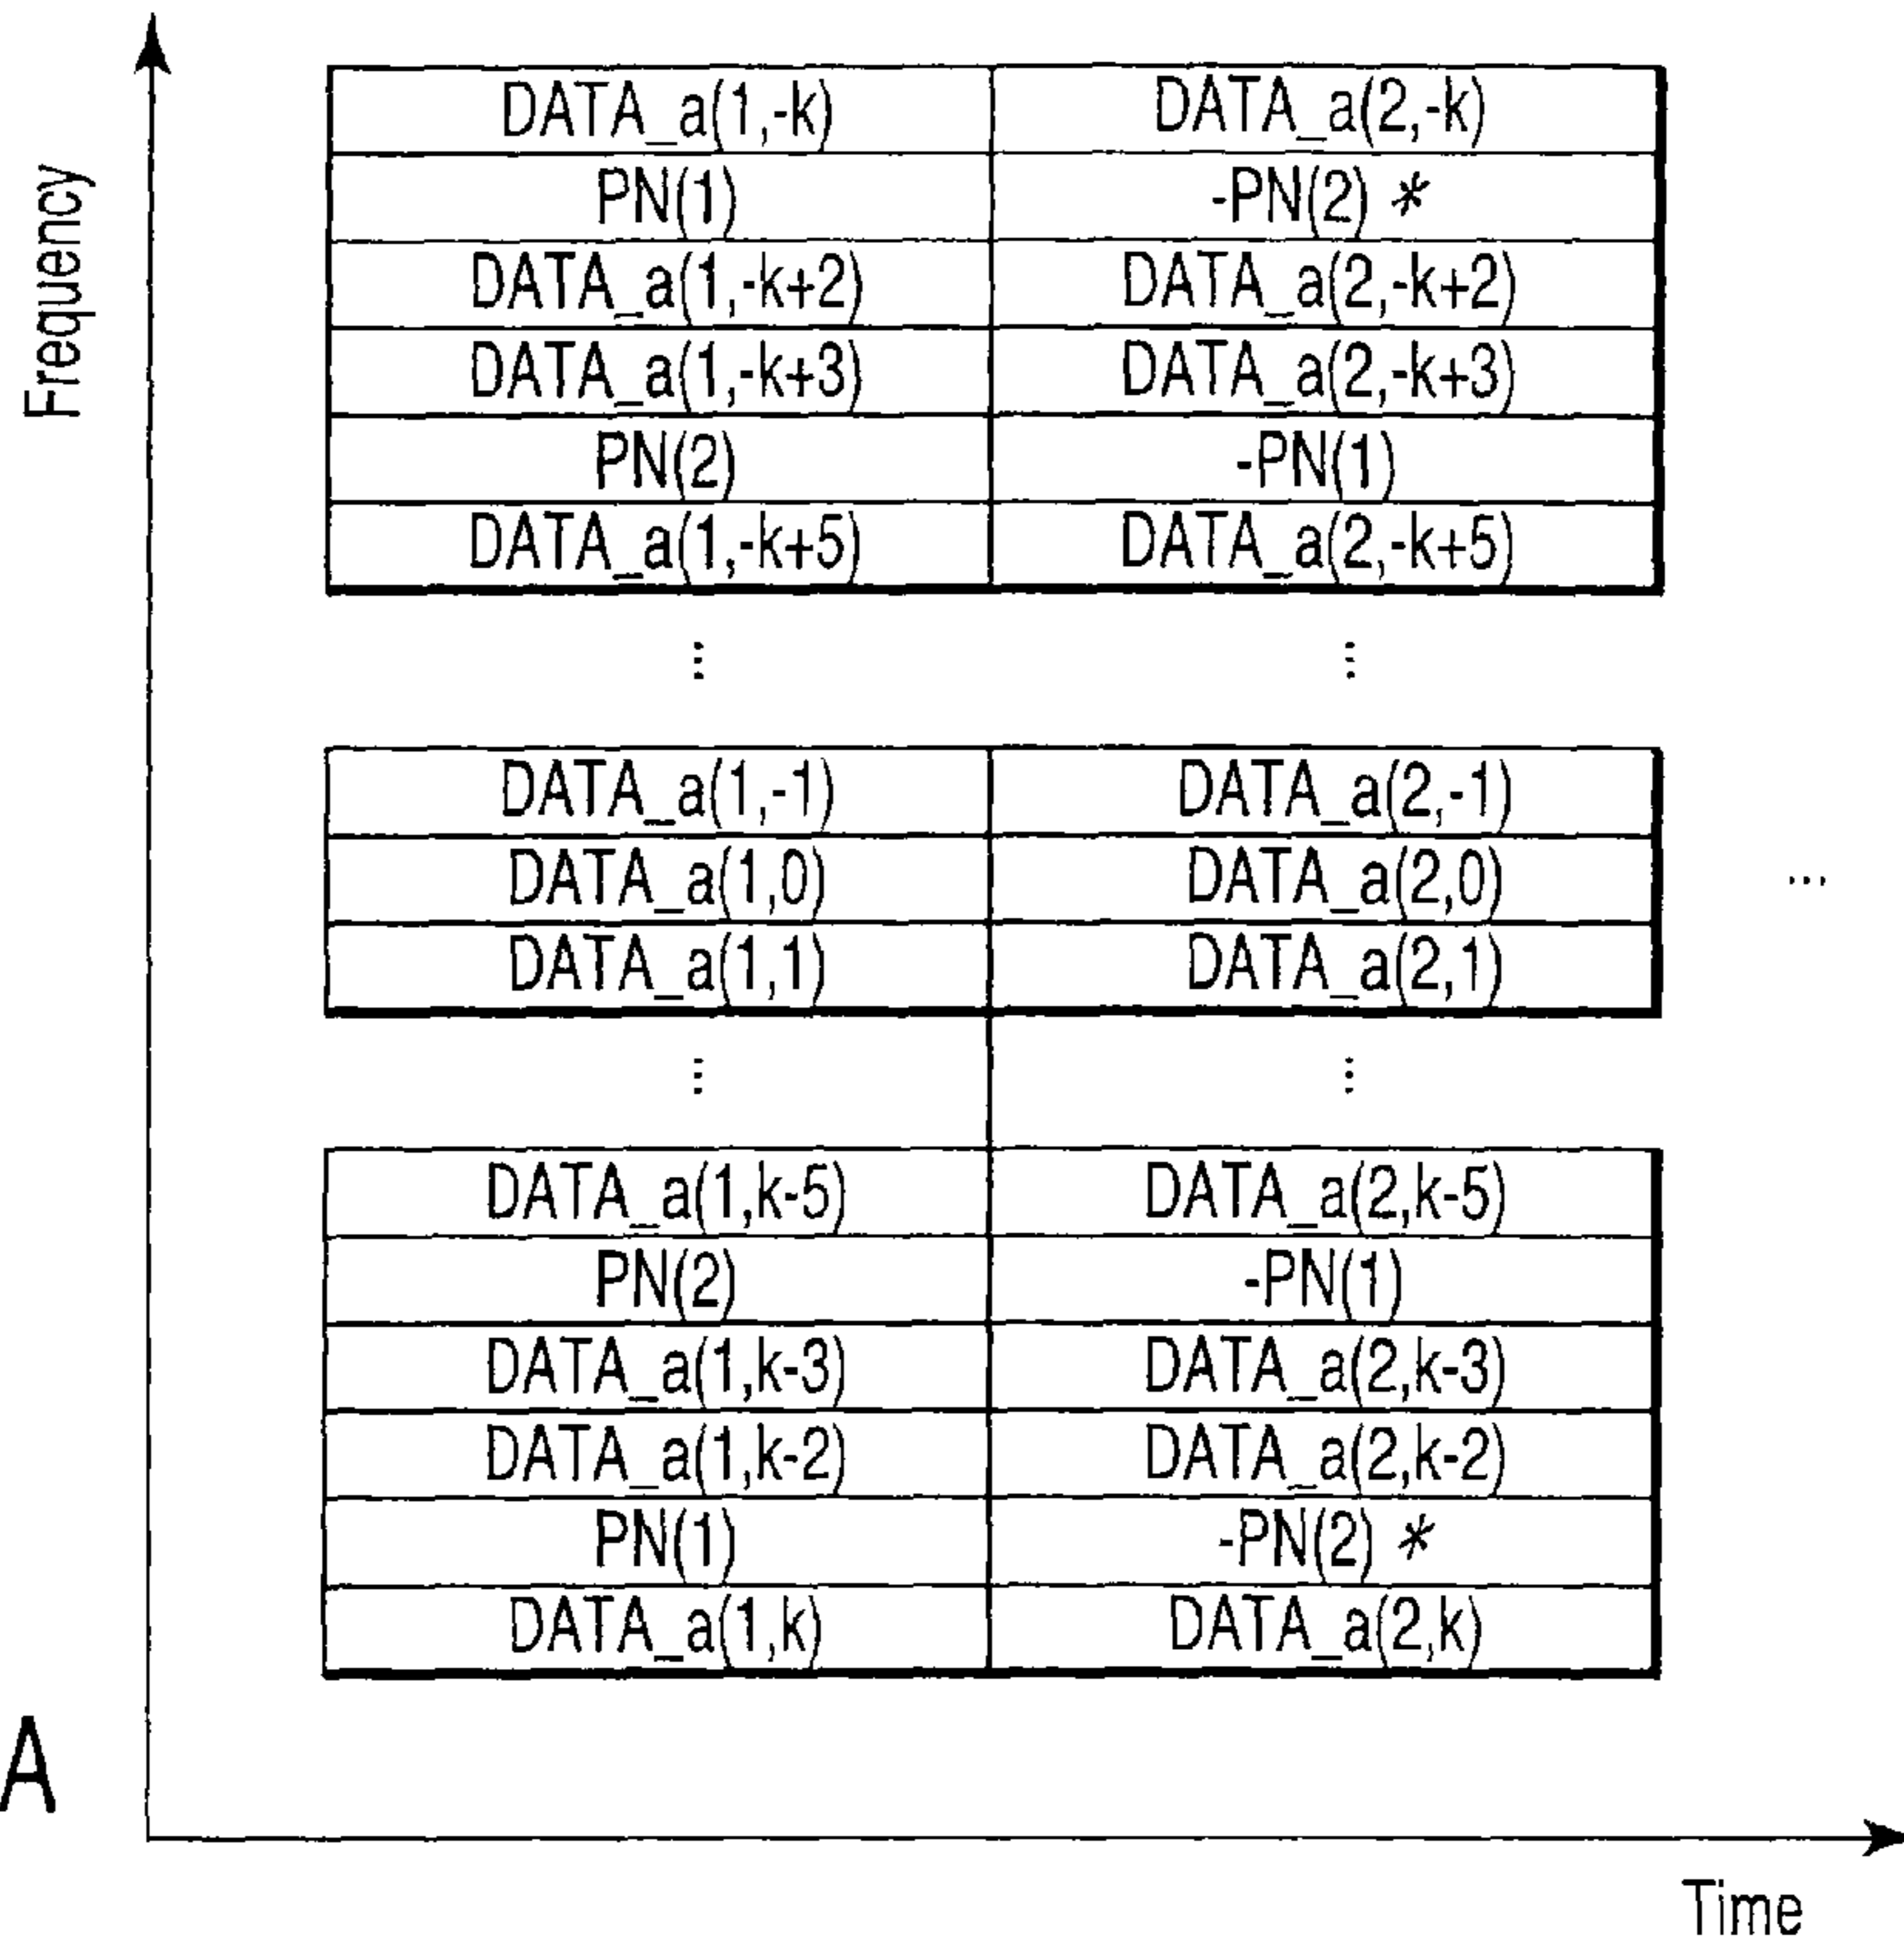 Frequency
DATA_a(1,-k) DATA_a(2,-k)
PN(1) -PN(2) *
DATA_a(1,-k+2) DATA_a(2,-k+2)
DATA_a(1,-k+3) DATA_a(2,-k+3)
PN(2) -PN(1)
DATA_a(1,-k+5) DATA_a(2,-k+5)
⋮ ⋮
DATA_a(1,-1) DATA_a(2,-1)
DATA_a(1,0) DATA_a(2,0) ...
DATA_a(1,1) DATA_a(2,1)
⋮ ⋮
DATA_a(1,k-5) DATA_a(2,k-5)
PN(2) -PN(1)
DATA_a(1,k-3) DATA_a(2,k-3)
DATA_a(1,k-2) DATA_a(2,k-2)
PN(1) -PN(2) *
DATA_a(1,k) DATA_a(2,k)
A
Time